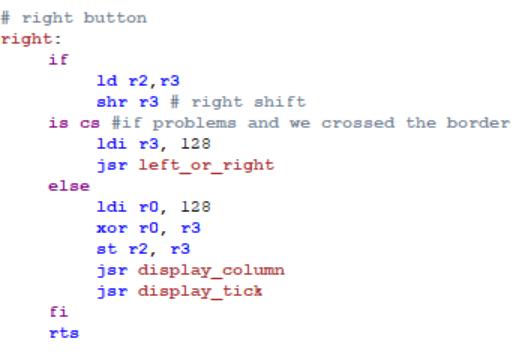 # right button
right:
if
ld r2,r3
shr r3 # right shift
is cs #if problems and we crossed the border
ldi r3, 128
jsr left_or_right
else
ldi r0, 128
xor r0, r3
st r2, r3
jsr display_column
jsr display_tick
fi
rts